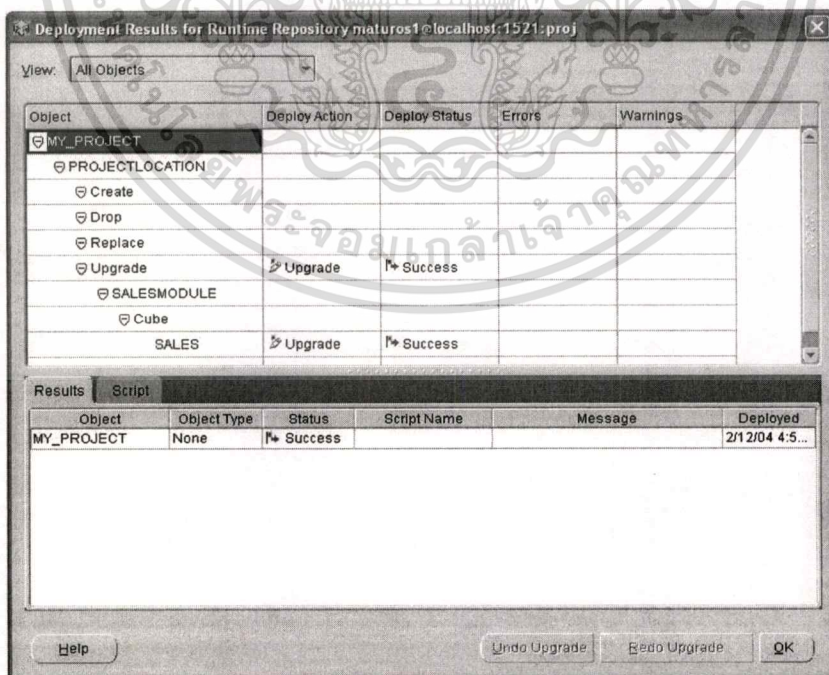 Deployment Results for Runtime Repository maturos1@localhost:1521:proj
View: All Objects
Object Deploy Action Deploy Status Errors Warnings
MY_PROJECT
PROJECTLOCATION
Create
Drop
Replace
Upgrade Upgrade Success
SALESMODULE
Cube
SALES Upgrade Success
Results Script
Object Object Type Status Script Name Message Deployed
MY_PROJECT None Success 2/12/04 4:5...
Help Undo Upgrade Redo Upgrade OK